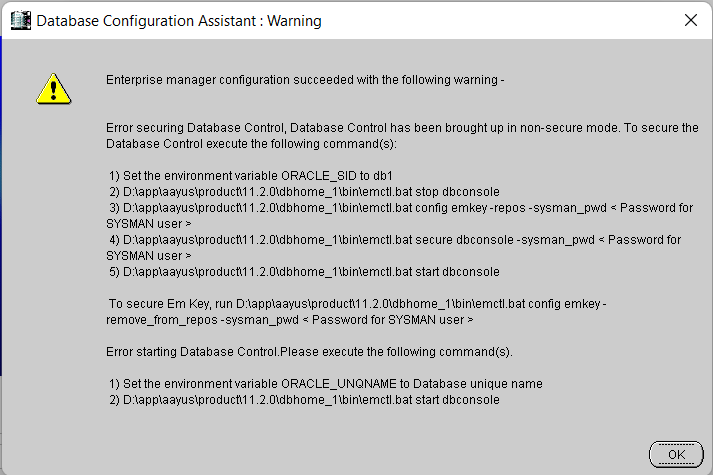 Database Configuration Assistant : Warning
Enterprise manager configuration succeeded with the following warning -
Error securing Database Control, Database Control has been brought up in non-secure mode. To secure the
Database Control execute the following command(s):
1) Set the environment variable ORACLE_SID to db1
2) D:\app\aayus\product\11.2.0\dbhome_1\bin\emctl.bat stop dbconsole
3) D:\app\aayus\product\11.2.0\dbhome_1\bin\emctl.bat config emkey -repos -sysman_pwd < Password for
SYSMAN user >
4) D:\app\aayus\product\11.2.0\dbhome_1\bin\emctl.bat secure dbconsole -sysman_pwd < Password for
SYSMAN user >
5) D:\app\aayus\product\11.2.0\dbhome_1\bin\emctl.bat start dbconsole
To secure Em Key, run D:\app\aayus\product\11.2.0\dbhome_1\bin\emctl.bat config emkey -
remove_from_repos -sysman_pwd < Password for SYSMAN user >
Error starting Database Control.Please execute the following command(s).
1) Set the environment variable ORACLE_UNQNAME to Database unique name
2) D:\app\aayus\product\11.2.0\dbhome_1\bin\emctl.bat start dbconsole
OK